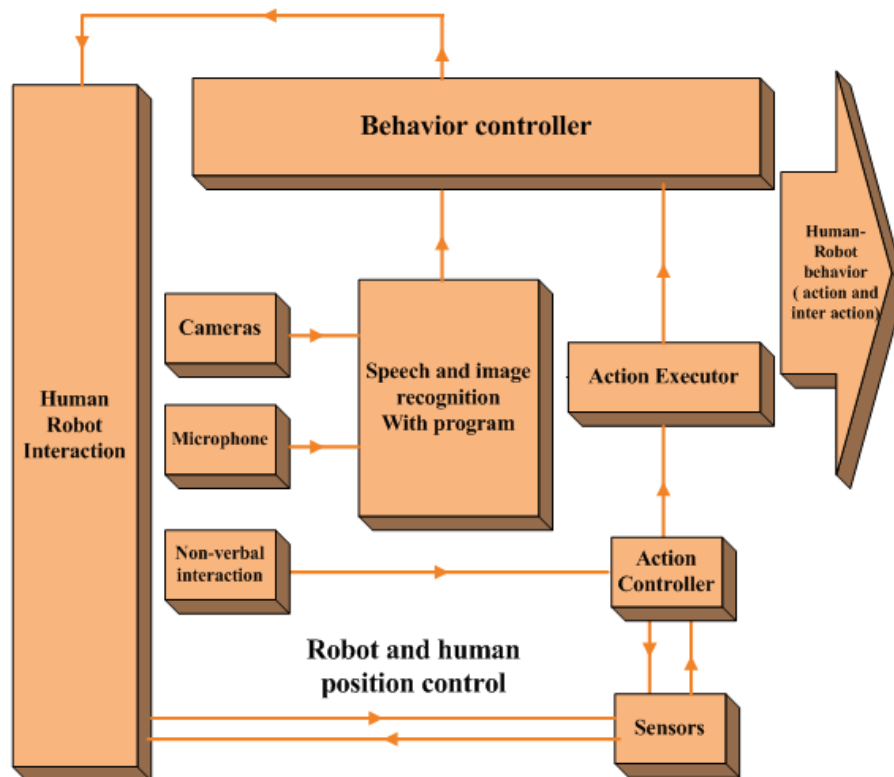 Behavior controller
Human-
Robot
behavior
( action and
inter action)
Cameras
Speech and image
recognition
With program
Action Executor
Human
Robot
Interaction
Microphone
Non-verbal
interaction
Action
Controller
Robot and human
position control
Sensors